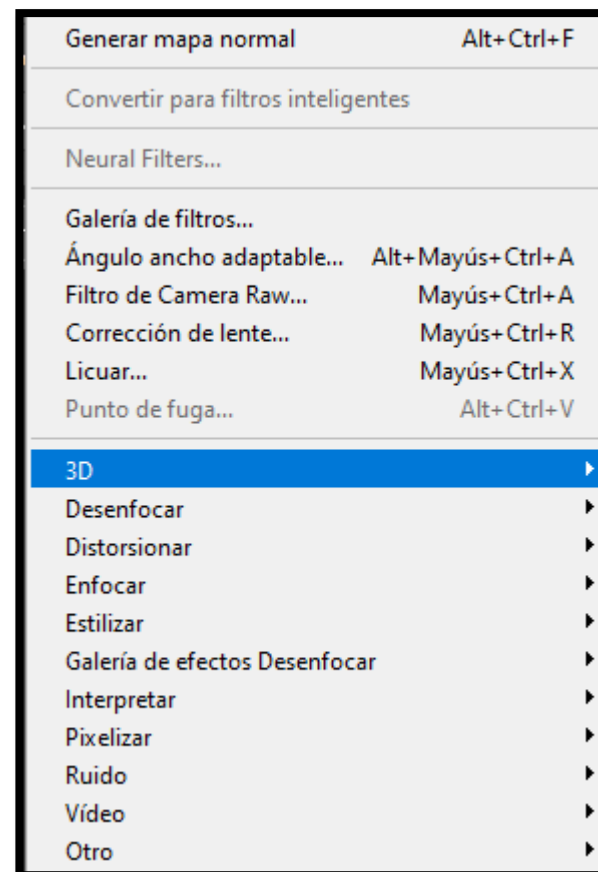 Generar mapa normal Alt+Ctrl+F
Convertir para filtros inteligentes
Neural Filters...
Galería de filtros...
Ángulo ancho adaptable... Alt+Mayús+Ctrl+A
Filtro de Camera Raw... Mayús+Ctrl+A
Corrección de lente... Mayús+Ctrl+R
Licuar... Mayús+Ctrl+X
Punto de fuga... Alt+Ctrl+V
3D
Desenfocar
Distorsionar
Enfocar
Estilizar
Galería de efectos Desenfocar
Interpretar
Pixelizar
Ruido
Vídeo
Otro